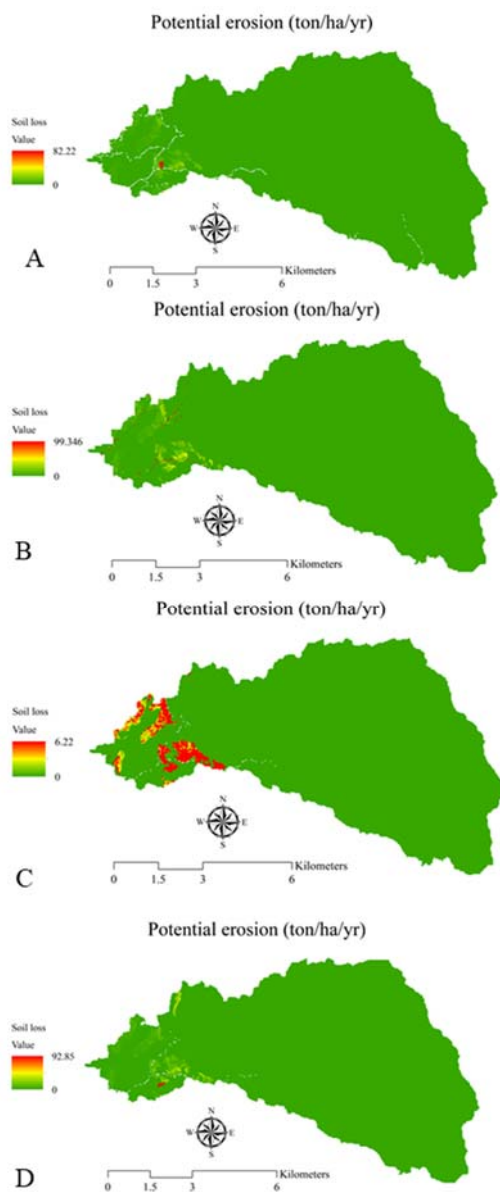 Potential erosion (ton/ha/yr)
Soil loss
Value
82.22
0
N
W E
S
A
Kilometers
0 1.5 3 6
Potential erosion (ton/ha/yr)
Soil loss
Value
99.346
0
N
W E
S
B
Kilometers
0 1.5 3 6
Potential erosion (ton/ha/yr)
Soil loss
Value
6.22
0
N
W E
S
C
Kilometers
0 1.5 3 6
Potential erosion (ton/ha/yr)
Soil loss
Value
92.85
0
N
W E
S
D
Kilometers
0 1.5 3 6